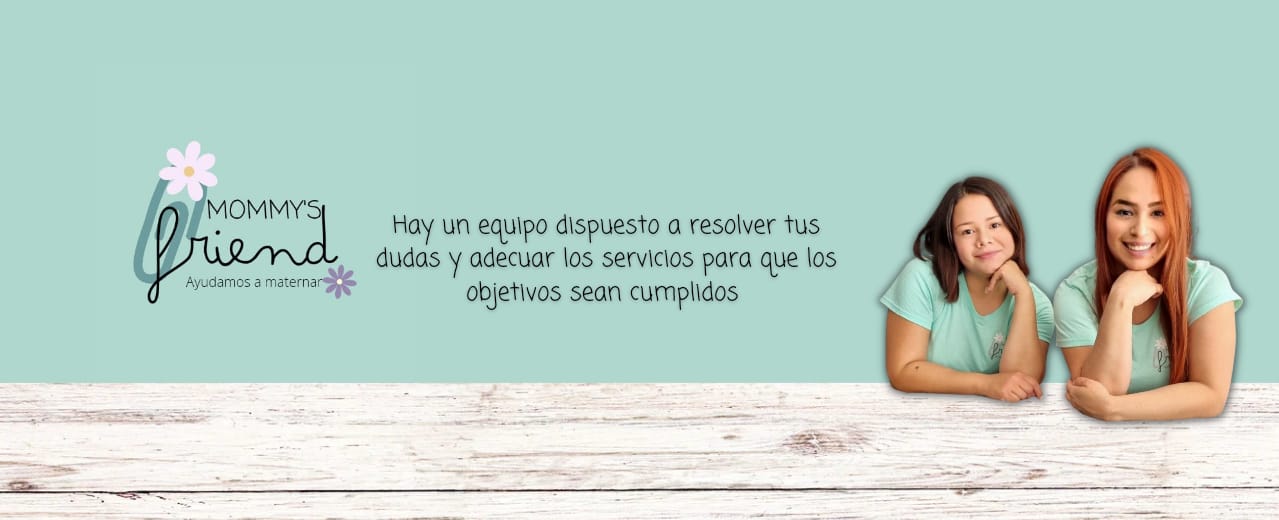 MOMMY'S
friend
Ayudamos a maternar
Hay un equipo dispuesto a resolver tus
dudas y adecuar los servicios para que los
objetivos sean cumplidos
friend